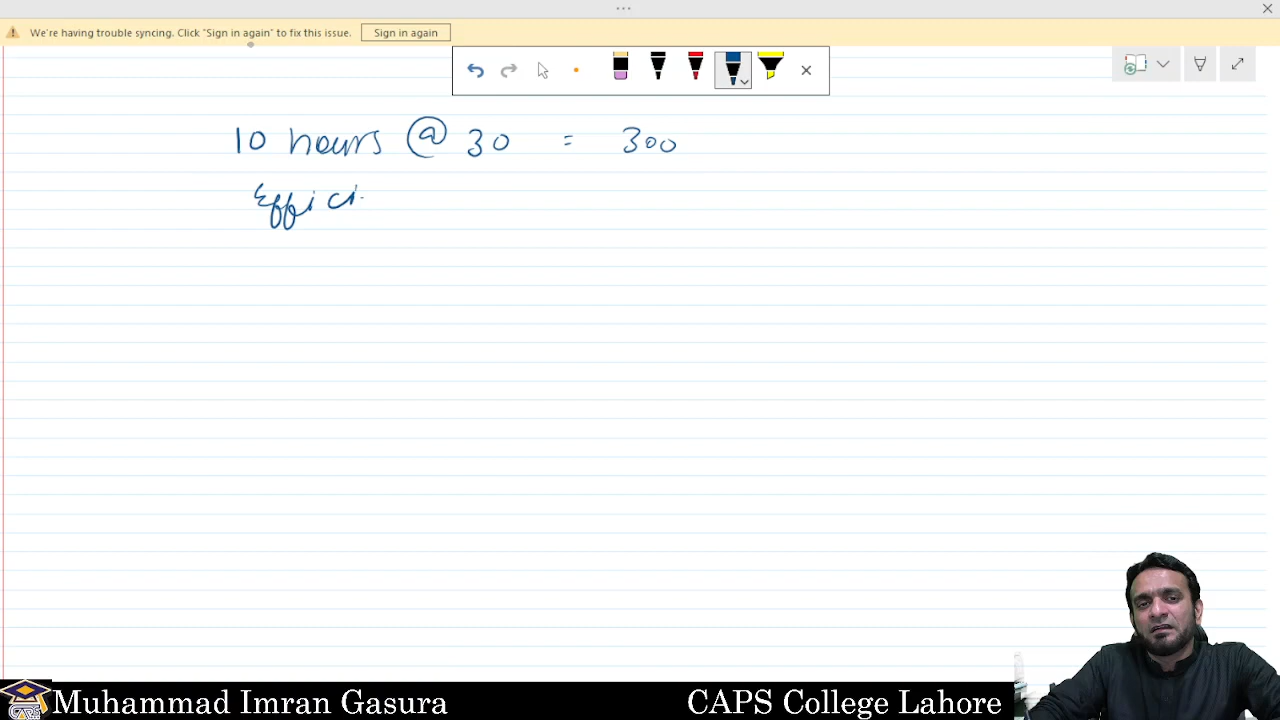 We're having trouble syncing. Click "Sign in again" to fix this issue. Sign in again
10 hours @ 30 = 300
Effici
Muhammad Imran Gasura CAPS College Lahore